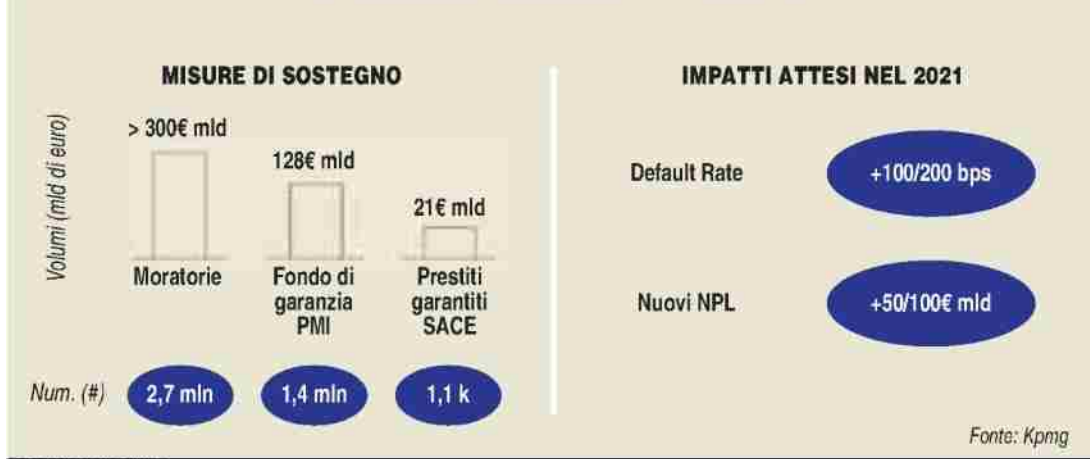 MISURE DI SOSTEGNO
Volumi (mld di euro)
> 300€ mld
128€ mld
21€ mld
Moratorie
Fondo di
garanzia
PMI
Prestiti
garantiti
SACE
Num. (#)
2,7 mln
1,4 mln
1,1 k
IMPATTI ATTESI NEL 2021
Default Rate
+100/200 bps
Nuovi NPL
+50/100€ mld
Fonte: Kpmg